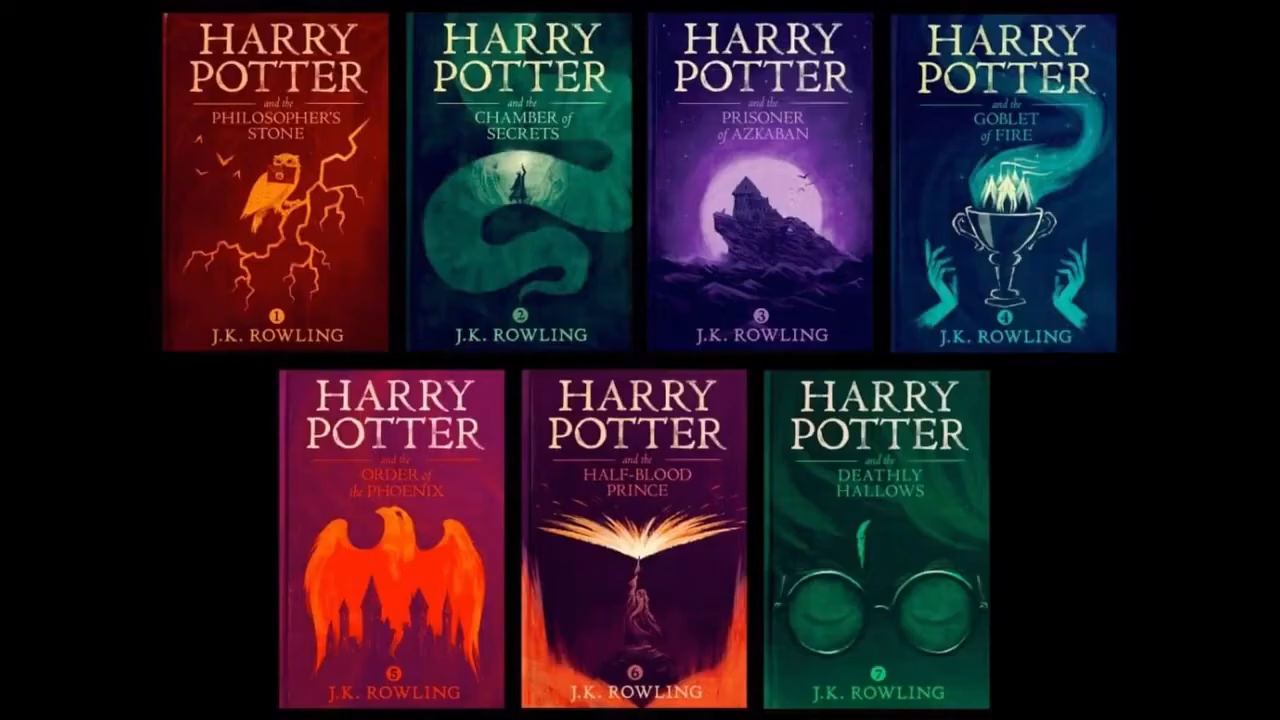 HARRY
POTTER
and the
PHILOSOPHER'S
STONE
1
J.K. ROWLING
HARRY
POTTER
and the
CHAMBER of
SECRETS
2
J.K. ROWLING
HARRY
POTTER
and the
PRISONER
of AZKABAN
3
J.K. ROWLING
HARRY
POTTER
and the
GOBLET
of FIRE
4
J.K. ROWLING
HARRY
POTTER
and the
ORDER of
the PHOENIX
5
J.K. ROWLING
HARRY
POTTER
and the
HALF-BLOOD
PRINCE
6
J.K. ROWLING
HARRY
POTTER
and the
DEATHLY
HALLOWS
7
J.K. ROWLING